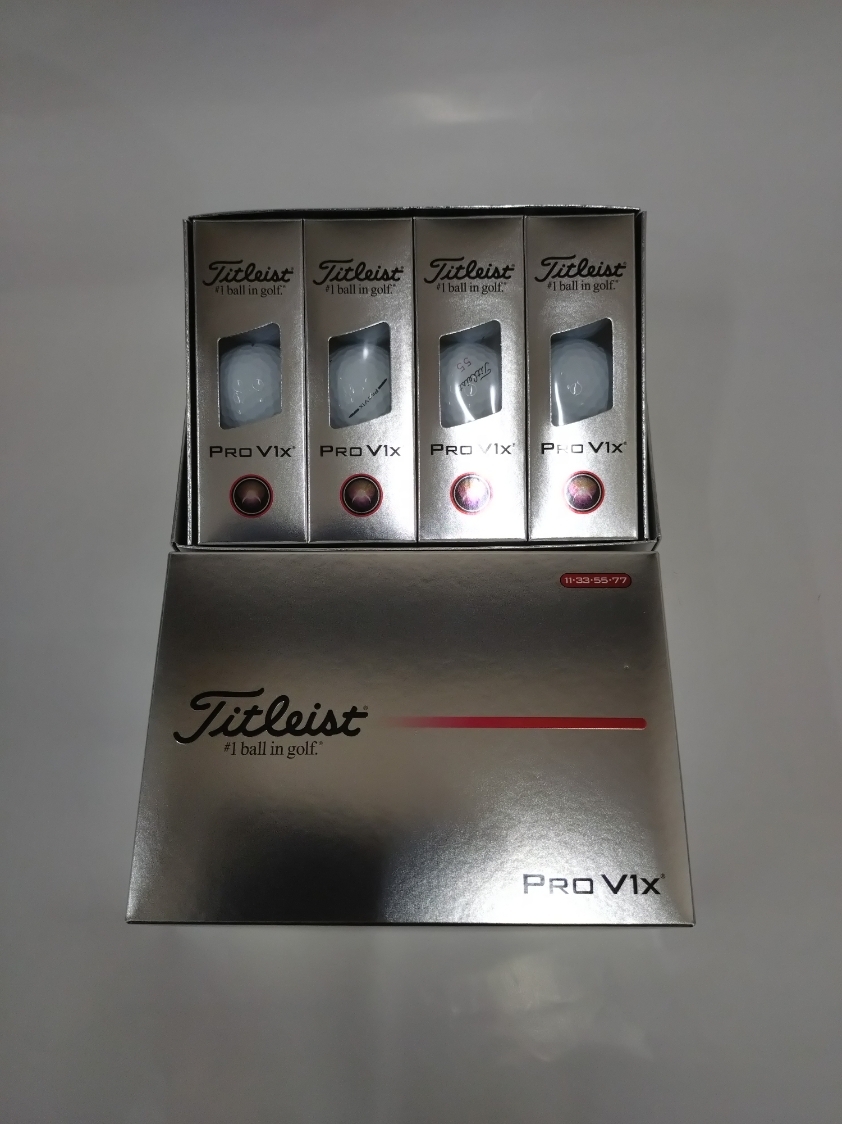 Titleist®
#1 ball in golf.®
PRO V1x®
Titleist®
#1 ball in golf.®
PRO V1x
Titleist®
#1 ball in golf.®
Titleist
55
PRO V1x®
Titleist®
#1 ball in golf.®
PRO V1x®
11·33·55·77
Titleist®
#1 ball in golf.®
PRO V1x®